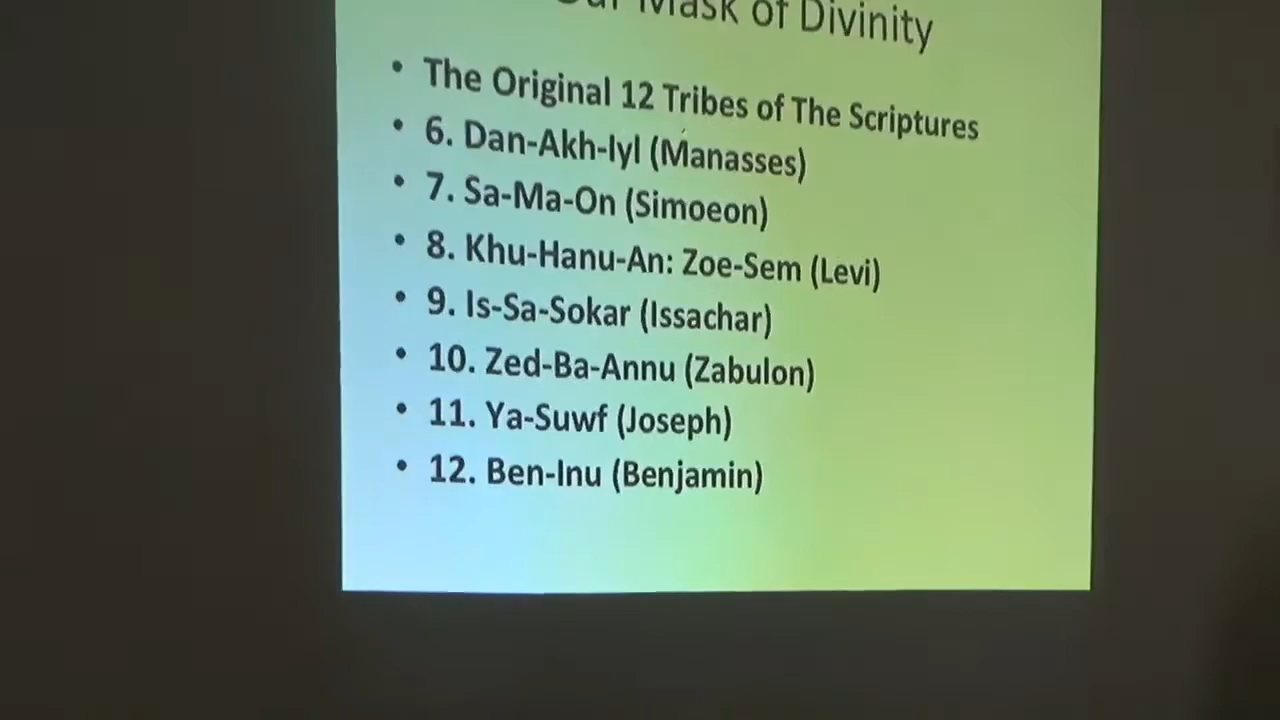 Our Mask of Divinity
• The Original 12 Tribes of The Scriptures
• 6. Dan-Akh-Iyl (Manasses)
• 7. Sa-Ma-On (Simoeon)
• 8. Khu-Hanu-An: Zoe-Sem (Levi)
• 9. Is-Sa-Sokar (Issachar)
• 10. Zed-Ba-Annu (Zabulon)
• 11. Ya-Suwf (Joseph)
• 12. Ben-Inu (Benjamin)